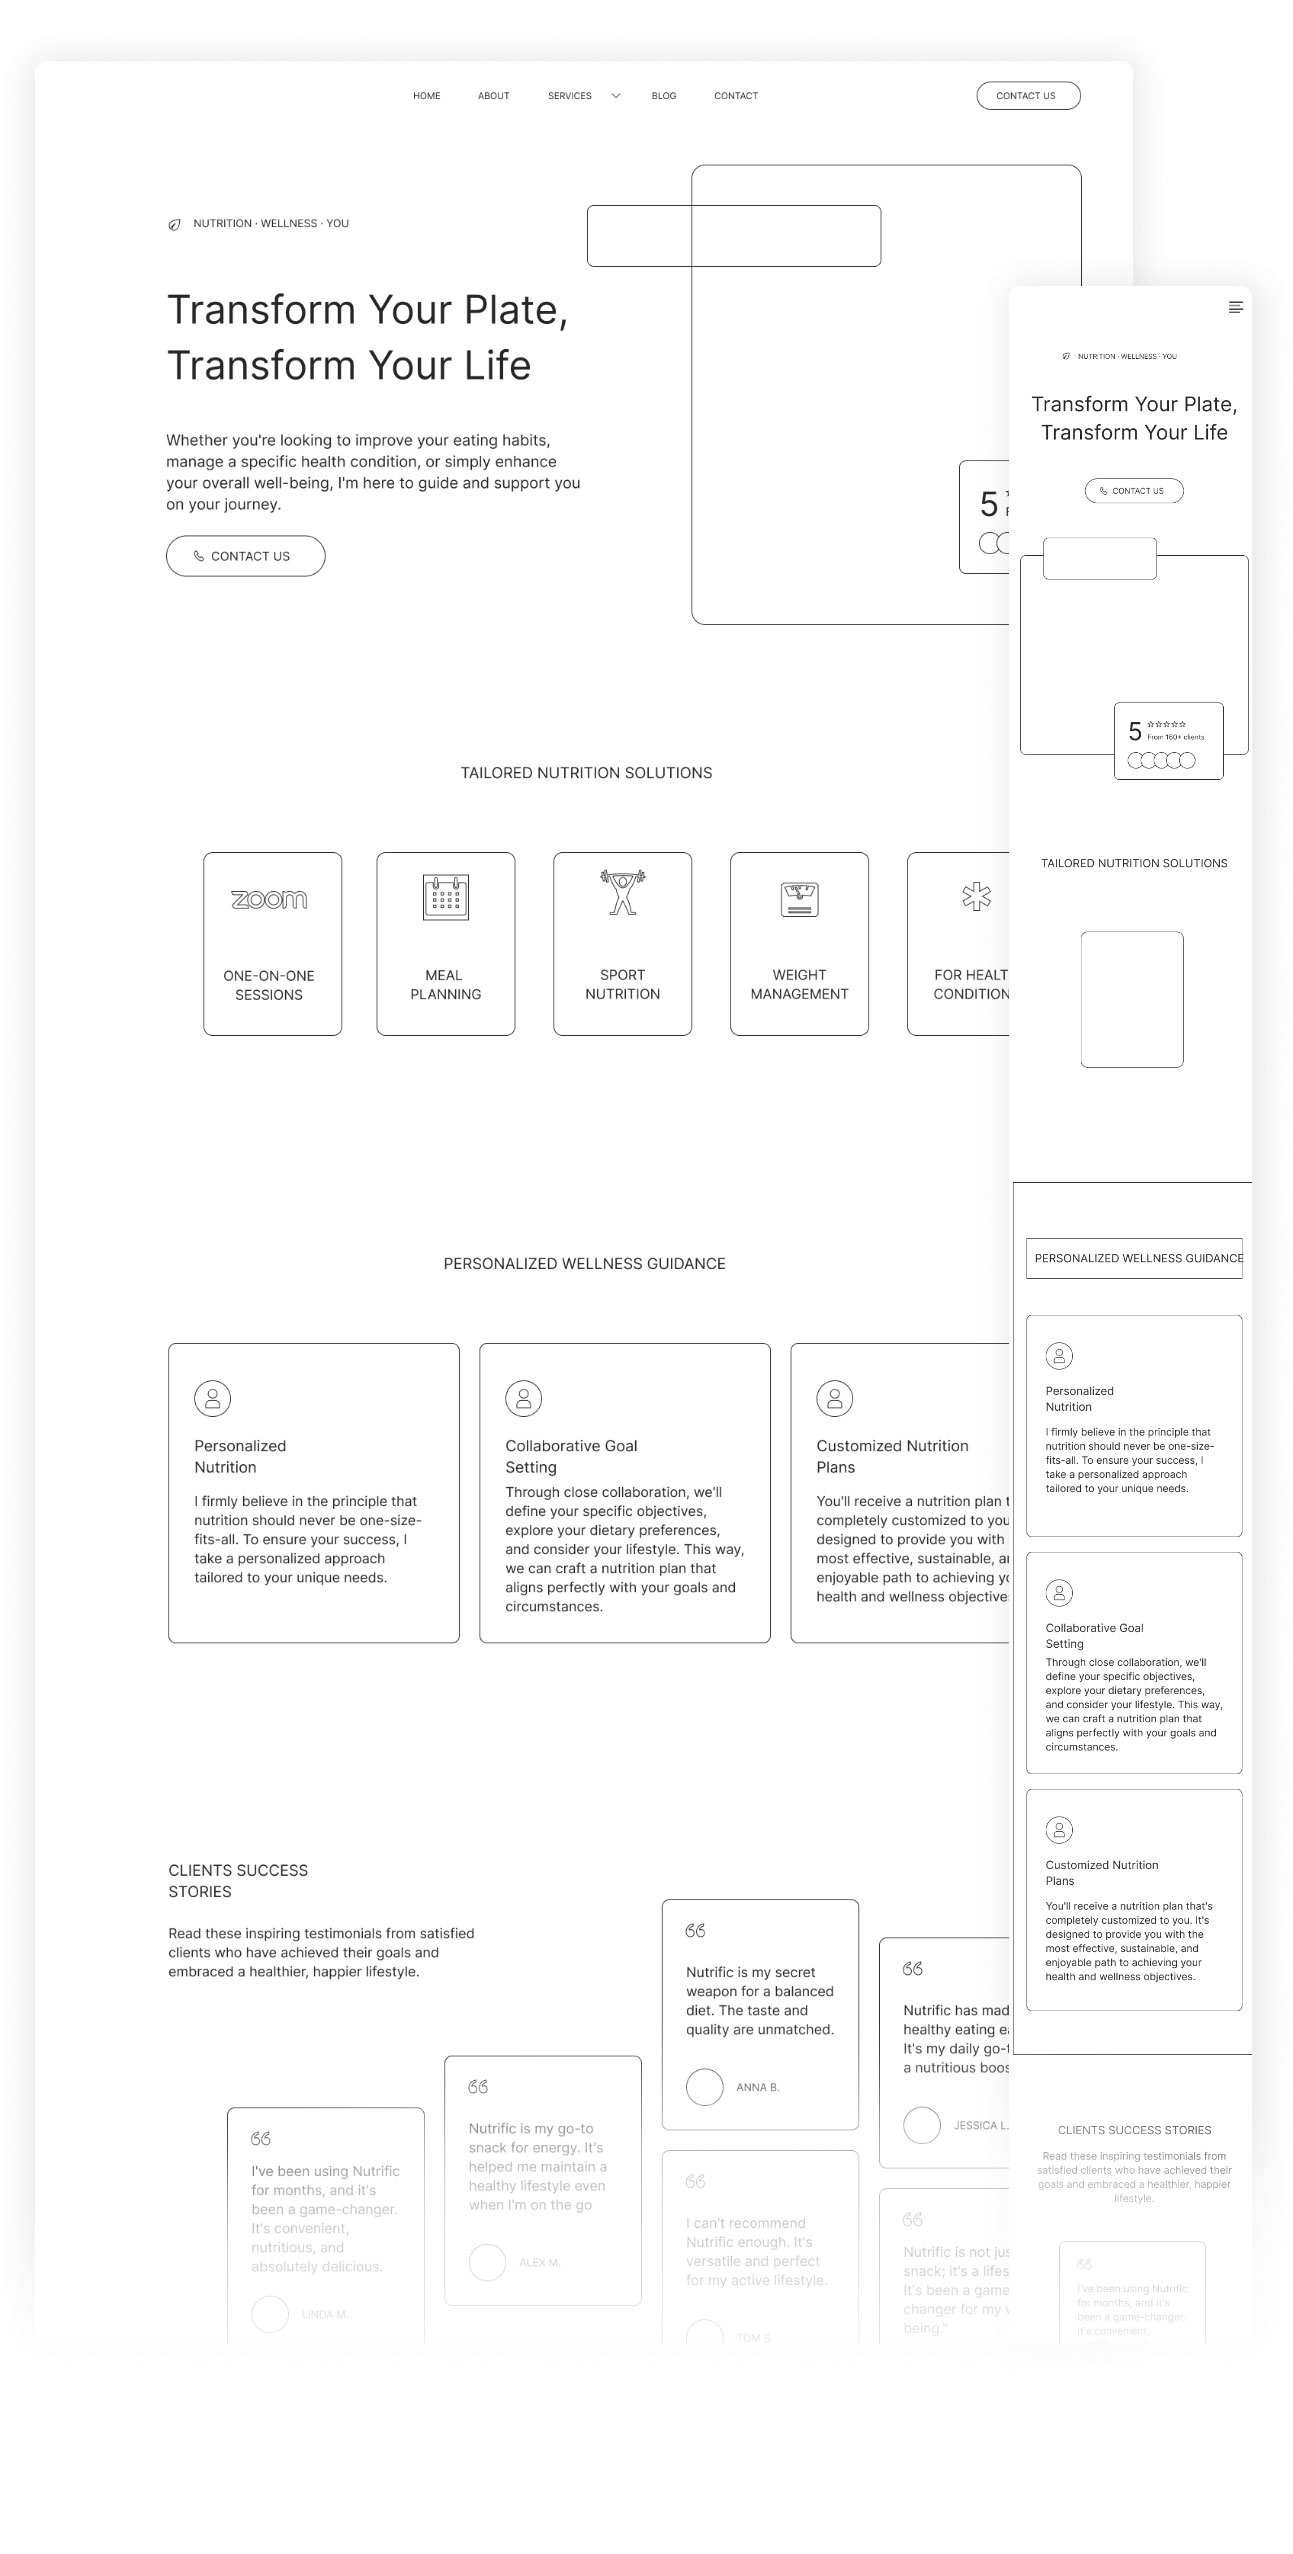 HOME ABOUT SERVICES BLOG CONTACT CONTACT US
NUTRITION · WELLNESS · YOU
Transform Your Plate,
Transform Your Life
Whether you're looking to improve your eating habits,
manage a specific health condition, or simply enhance
your overall well-being, I'm here to guide and support you
on your journey.
CONTACT US
5
TAILORED NUTRITION SOLUTIONS
zoom
ONE-ON-ONE
SESSIONS
MEAL
PLANNING
SPORT
NUTRITION
WEIGHT
MANAGEMENT
FOR HEALT
CONDITION
PERSONALIZED WELLNESS GUIDANCE
Personalized
Nutrition
I firmly believe in the principle that
nutrition should never be one-size-
fits-all. To ensure your success, I
take a personalized approach
tailored to your unique needs.
Collaborative Goal
Setting
Through close collaboration, we'll
define your specific objectives,
explore your dietary preferences,
and consider your lifestyle. This way,
we can craft a nutrition plan that
aligns perfectly with your goals and
circumstances.
Customized Nutrition
Plans
You'll receive a nutrition plan
completely customized to you
designed to provide you with
most effective, sustainable,
enjoyable path to achieving
health and wellness objective
CLIENTS SUCCESS
STORIES
Read these inspiring testimonials from satisfied
clients who have achieved their goals and
embraced a healthier, happier lifestyle.
I've been using Nutrific
for months, and it's
been a game-changer.
It's convenient,
nutritious, and
absolutely delicious.
LINDA M.
Nutrific is my go-to
snack for energy. It's
helped me maintain a
healthy lifestyle even
when I'm on the go
ALEX M.
Nutrific is my secret
weapon for a balanced
diet. The taste and
quality are unmatched.
ANNA B.
I can't recommend
Nutrific enough. It's
versatile and perfect
for my active lifestyle.
TOM S.
Nutrific has mad
healthy eating
It's my daily go-
a nutritious boos
JESSICA L.
Nutrific is not jus
snack; it's a lifes
It's been a game
changer for my
being."
NUTRITION · WELLNESS · YOU
Transform Your Plate,
Transform Your Life
CONTACT US
5
From 160+ clients
TAILORED NUTRITION SOLUTIONS
PERSONALIZED WELLNESS GUIDANCE
Personalized
Nutrition
I firmly believe in the principle that
nutrition should never be one-size-
fits-all. To ensure your success, I
take a personalized approach
tailored to your unique needs.
Collaborative Goal
Setting
Through close collaboration, we'll
define your specific objectives,
explore your dietary preferences,
and consider your lifestyle. This way,
we can craft a nutrition plan that
aligns perfectly with your goals and
circumstances.
Customized Nutrition
Plans
You'll receive a nutrition plan that's
completely customized to you. It's
designed to provide you with the
most effective, sustainable, and
enjoyable path to achieving your
health and wellness objectives.
CLIENTS SUCCESS STORIES
Read these inspiring testimonials from
satisfied clients who have achieved their
goals and embraced a healthier, happier
lifestyle.
I've been using Nutrific
for months, and it's
been a game-changer.
It's convenient,